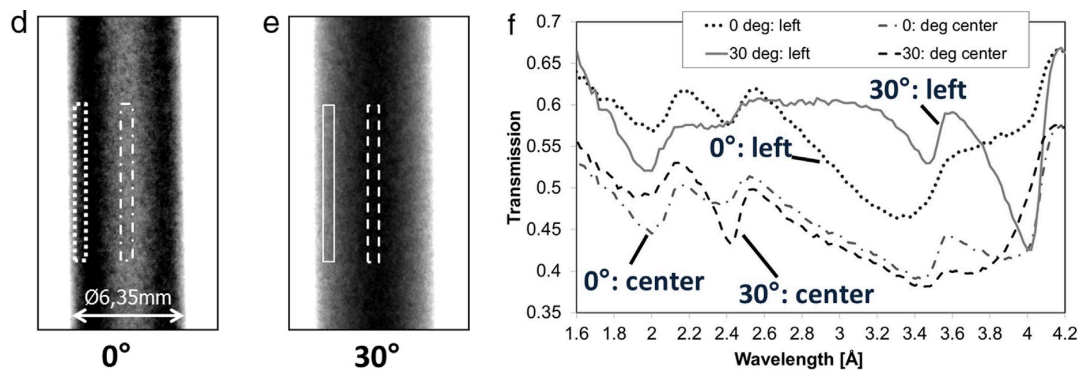 d
Ø6,35mm
0°
e
30°
f
0 deg: left
0: deg center
30 deg: left
30: deg center
0.7
0.65
0.6
0.55
0.5
0.45
0.4
0.35
Transmission
30°: left
0°: left
0°: center
30°: center
1.6 2 2.2 2.4 2.6 2.8 3 3.2 3.4 3.6 3.8 4 4.2
1.8
Wavelength [Å]